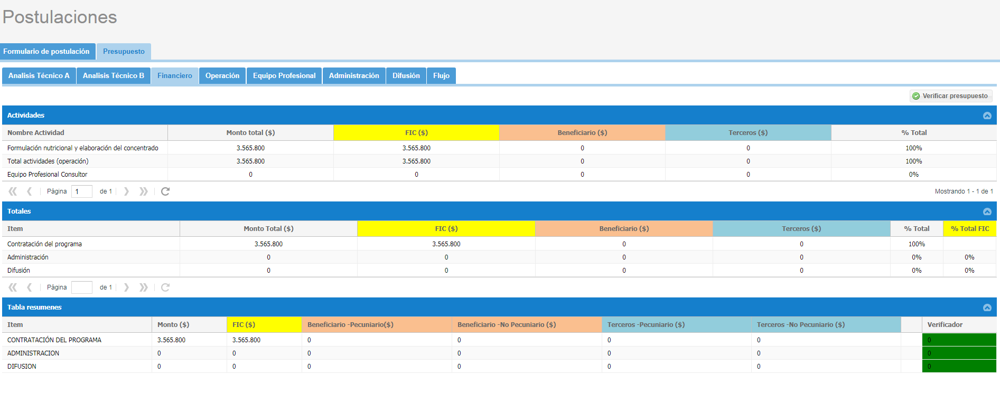 Postulaciones
Formulario de postulación Presupuesto
Analisis Técnico A Analisis Técnico B Financiero Operación Equipo Profesional Administración Difusión Flujo
Verificar presupuesto
Actividades
Nombre Actividad Monto total ($) FIC ($) Beneficiario ($) Terceros ($) % Total
Formulación nutricional y elaboración del concentrado 3.565.800 3.565.800 0 0 100%
Total actividades (operación) 3.565.800 3.565.800 0 0 100%
Equipo Profesional Consultor 0 0 0 0 0%
Página 1 de 1 Mostrando 1 - 1 de 1
Totales
Item Monto Total ($) FIC ($) Beneficiario ($) Terceros ($) % Total % Total FIC
Contratación del programa 3.565.800 3.565.800 0 0 100%
Administración 0 0 0 0 0% 0%
Difusión 0 0 0 0 0% 0%
Página de 1
Tabla resumenes
Item Monto ($) FIC ($) Beneficiario -Pecuniario($) Beneficiario -No Pecuniario ($) Terceros -Pecuniario ($) Terceros -No Pecuniario ($) Verificador
CONTRATACIÓN DEL PROGRAMA 3.565.800 3.565.800 0 0 0 0 0
ADMINISTRACION 0 0 0 0 0 0 0
DIFUSION 0 0 0 0 0 0 0